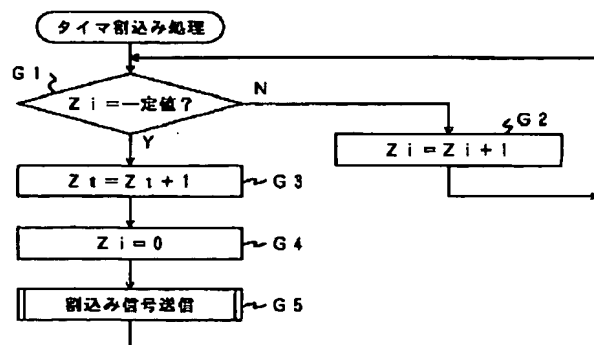 タイマ割込み処理
G1
Zi=一定値?
N
Y
G2
Zi=Zi+1
Zt=Zt+1
G3
Zi=0
G4
割込み信号送信
G5